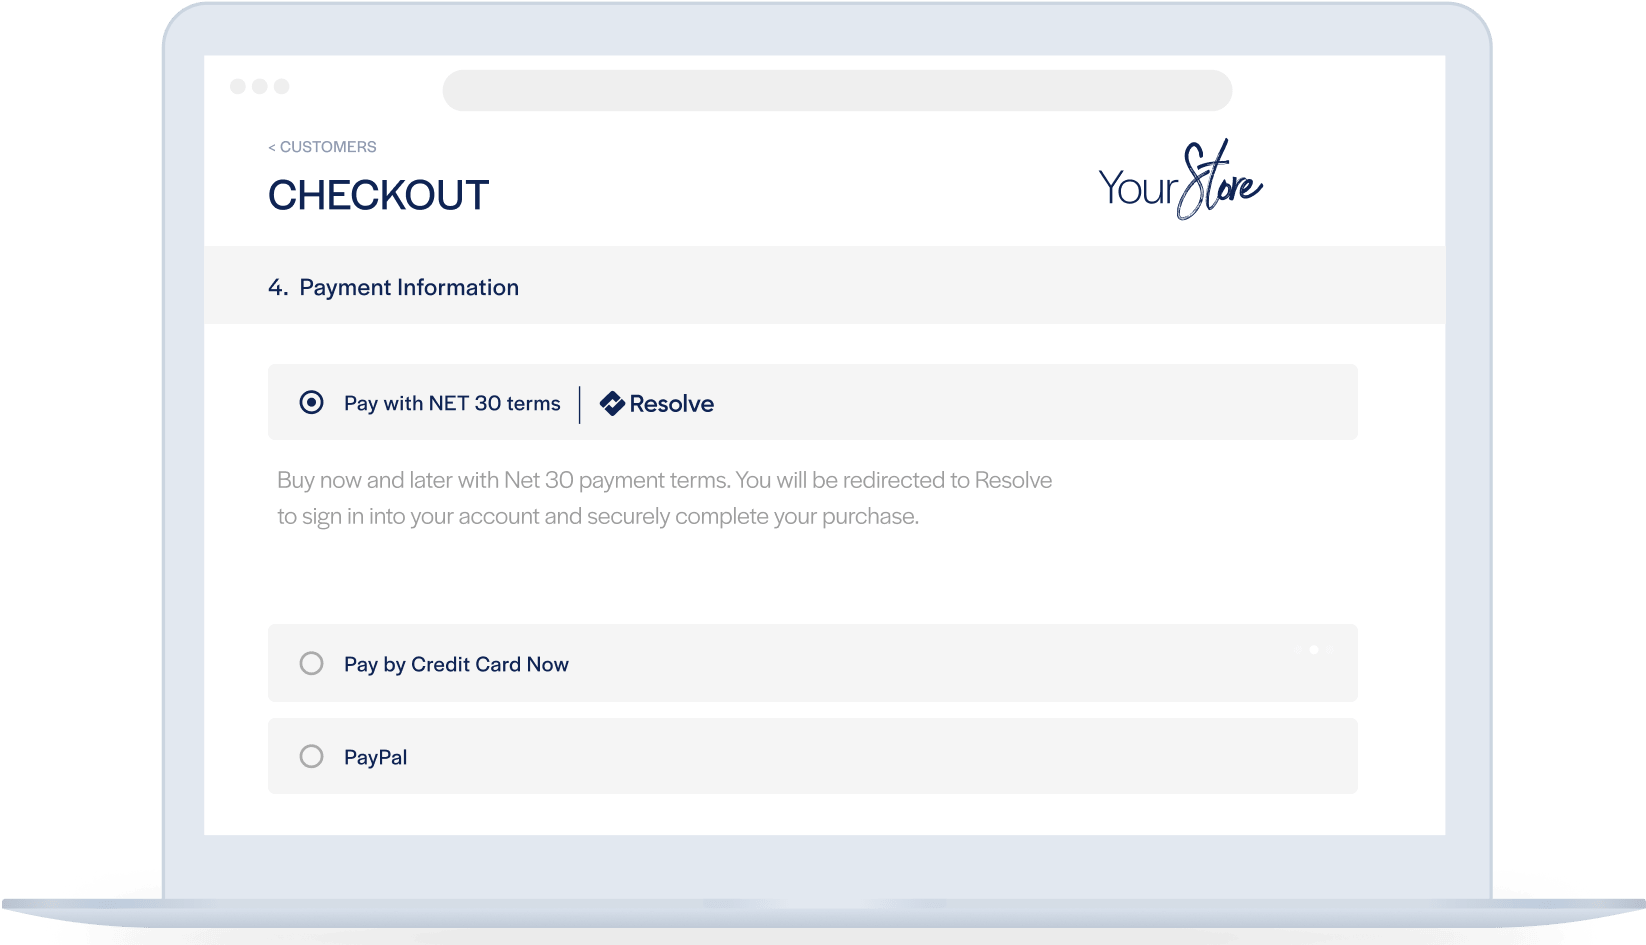 < CUSTOMERS
CHECKOUT
YourStore
4. Payment Information
Pay with NET 30 terms | Resolve
Buy now and later with Net 30 payment terms. You will be redirected to Resolve
to sign in into your account and securely complete your purchase.
Pay by Credit Card Now
PayPal